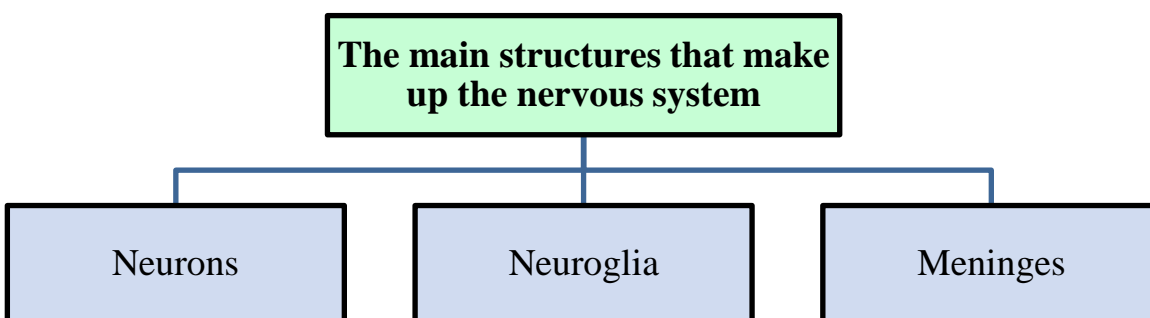 The main structures that make
up the nervous system
Neurons
Neuroglia
Meninges